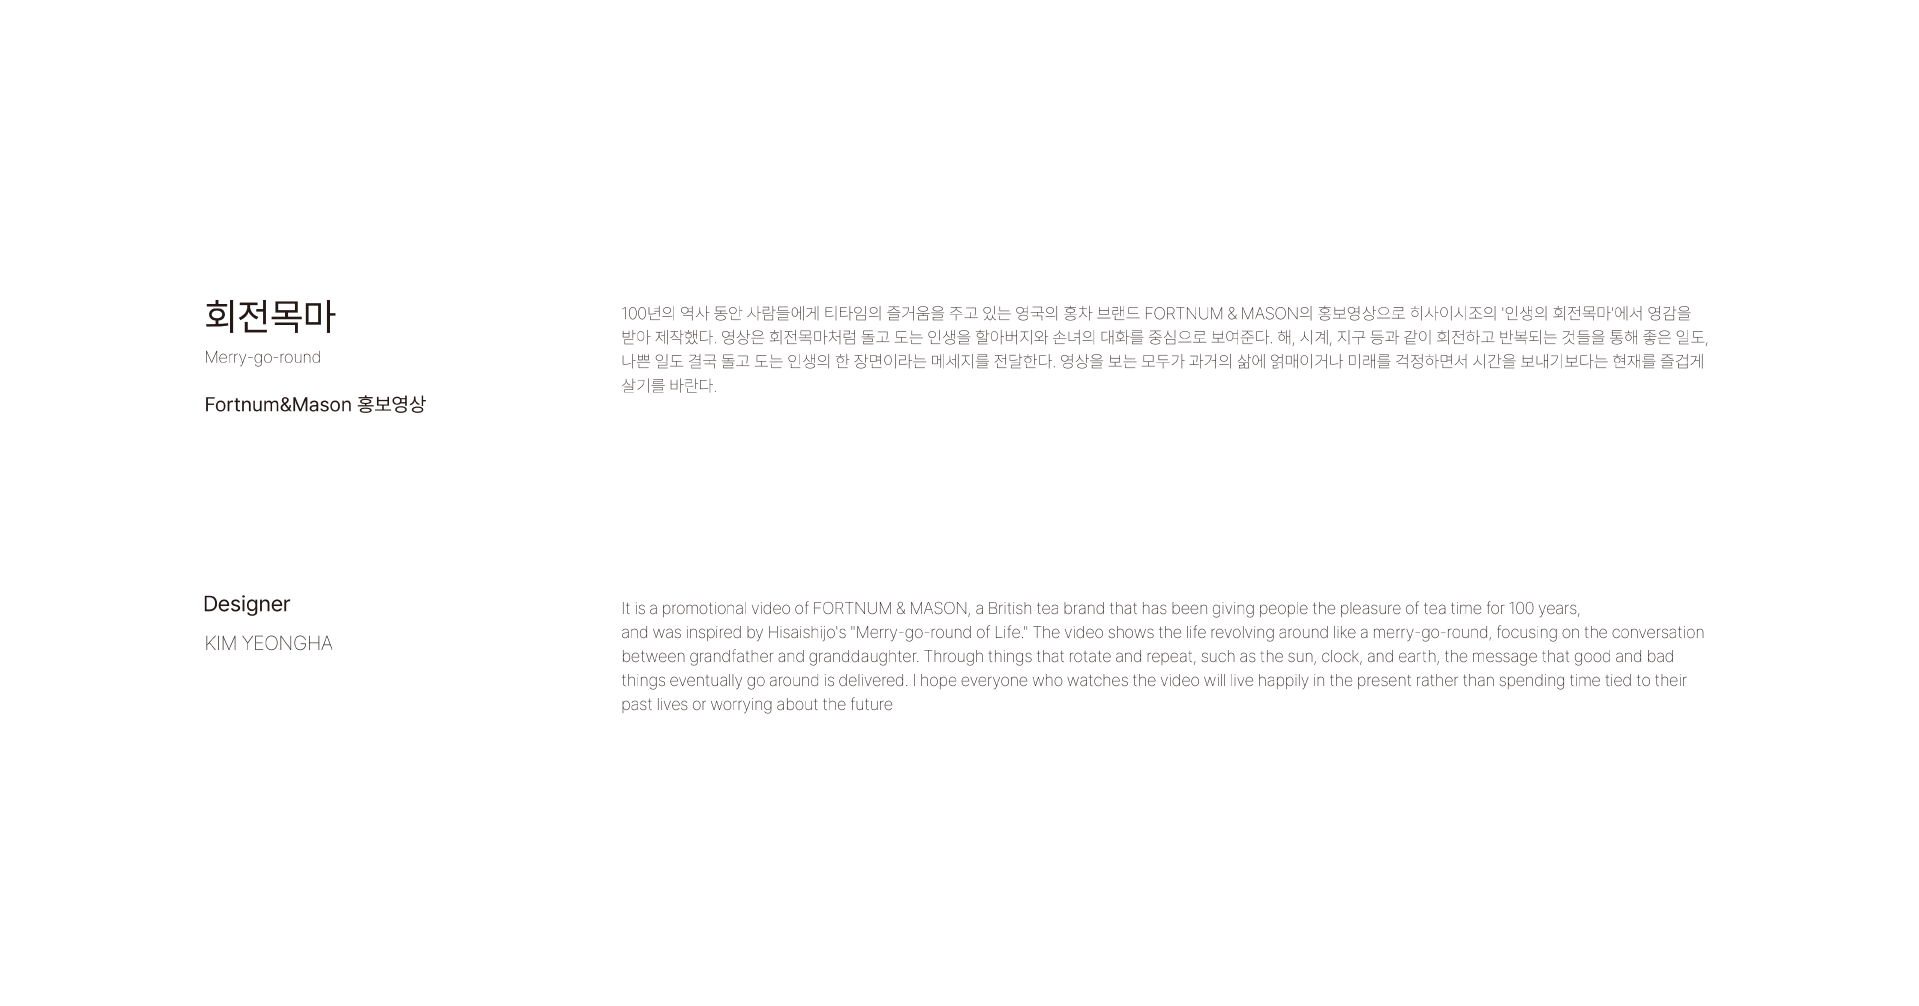 회전목마
Merry-go-round
Fortnum&Mason 홍보영상
100년의 역사 동안 사람들에게 티타임의 즐거움을 주고 있는 영국의 홍차 브랜드 FORTNUM & MASON의 홍보영상으로 히사이시조의 '인생의 회전목마'에서 영감을
받아 제작했다. 영상은 회전목마처럼 돌고 도는 인생을 할아버지와 손녀의 대화를 중심으로 보여준다. 해, 시계, 지구 등과 같이 회전하고 반복되는 것들을 통해 좋은 일도,
나쁜 일도 결국 돌고 도는 인생의 한 장면이라는 메세지를 전달한다. 영상을 보는 모두가 과거의 삶에 얽매이거나 미래를 걱정하면서 시간을 보내기보다는 현재를 즐겁게
살기를 바란다.
Designer
KIM YEONGHA
It is a promotional video of FORTNUM & MASON, a British tea brand that has been giving people the pleasure of tea time for 100 years,
and was inspired by Hisaishijo's "Merry-go-round of Life." The video shows the life revolving around like a merry-go-round, focusing on the conversation
between grandfather and granddaughter. Through things that rotate and repeat, such as the sun, clock, and earth, the message that good and bad
things eventually go around is delivered. I hope everyone who watches the video will live happily in the present rather than spending time tied to their
past lives or worrying about the future